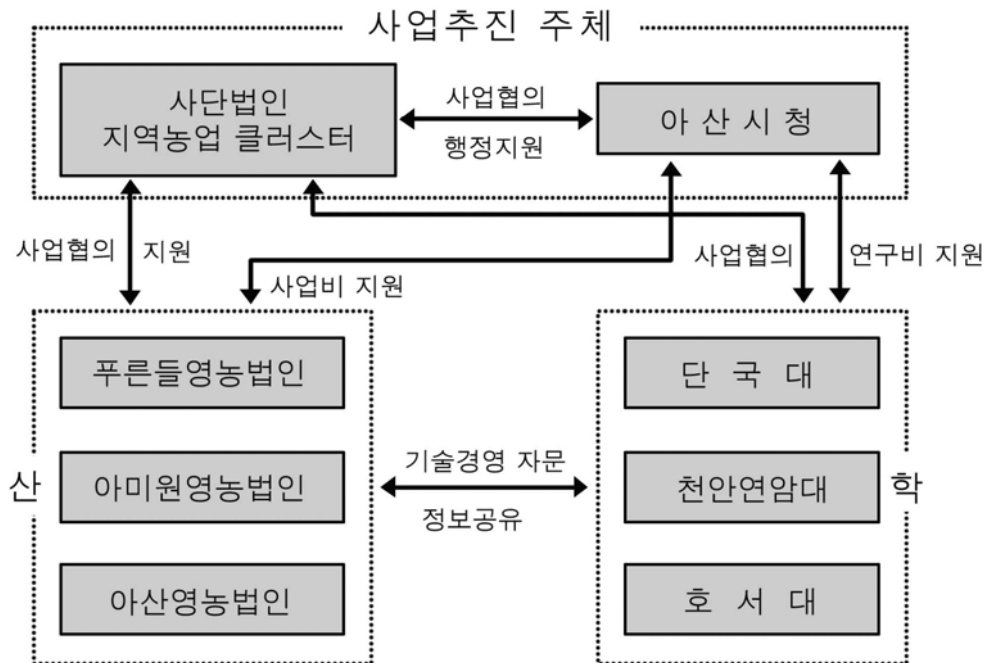 사업추진 주체
사단법인
지역농업 클러스터
사업협의
행정지원
아 산 시 청
사업협의 지원
사업비 지원
사업협의
연구비 지원
산
푸른들영농법인
아미원영농법인
아산영농법인
기술경영 자문
정보공유
학
단 국 대
천안연암대
호 서 대